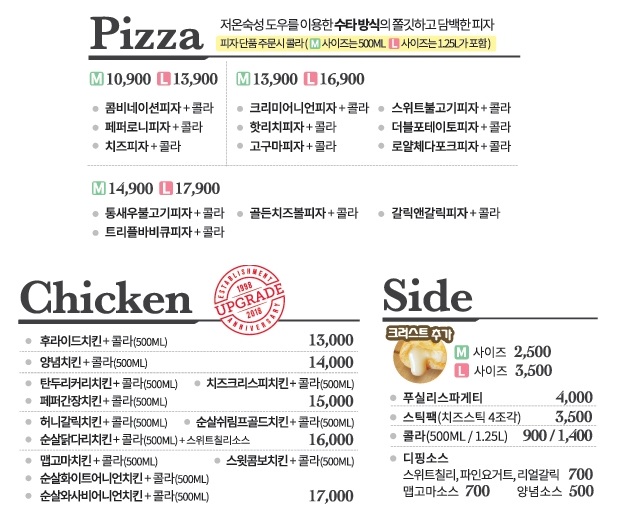 Pizza
저온숙성 도우를 이용한 수타 방식의 쫄깃하고 담백한 피자
피자 단품 주문시 콜라 ( M 사이즈는 500ML L 사이즈는 1.25L가 포함 )
M 10,900 L 13,900
콤비네이션피자 + 콜라
페퍼로니피자 + 콜라
치즈피자 + 콜라
M 13,900 L 16,900
크리미어니언피자 + 콜라
스위트불고기피자 + 콜라
핫리치피자 + 콜라
더블포테이토피자 + 콜라
고구마피자 + 콜라
로얄체다포크피자 + 콜라
M 14,900 L 17,900
통새우불고기피자 + 콜라
골든치즈볼피자 + 콜라
갈릭앤갈릭피자 + 콜라
트리플바비큐피자 + 콜라
Chicken
ESTABLISHMENT
1998
UPGRADE
2018
ANNIVERSARY
후라이드치킨 + 콜라(500ML) 13,000
양념치킨 + 콜라(500ML) 14,000
탄두리커리치킨 + 콜라(500ML) 치즈크리스피치킨 + 콜라(500ML)
페퍼간장치킨 + 콜라(500ML) 15,000
허니갈릭치킨 + 콜라(500ML) 순살쉬림프골드치킨 + 콜라(500ML)
순살닭다리치킨 + 콜라(500ML) + 스위트칠리소스 16,000
맵고마치킨 + 콜라(500ML) 스윗콤보치킨 + 콜라(500ML)
순살화이트어니언치킨 + 콜라(500ML)
순살와사비어니언치킨 + 콜라(500ML) 17,000
Side
크러스트 추가
M 사이즈 2,500
L 사이즈 3,500
푸실리스파게티 4,000
스틱팩(치즈스틱 4조각) 3,500
콜라(500ML / 1.25L) 900 / 1,400
디핑소스
스위트칠리, 파인요거트, 리얼갈릭 700
맵고마소스 700 양념소스 500